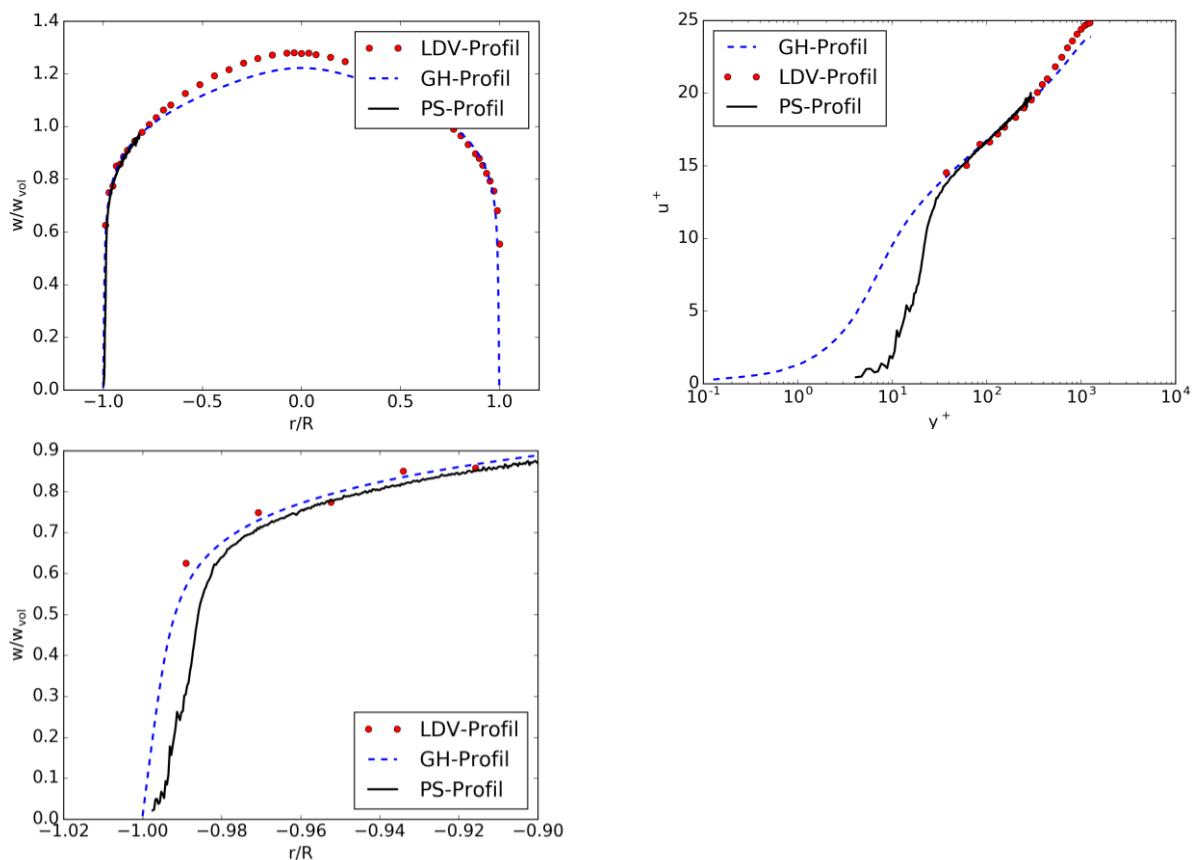 1.4
1.2
1.0
0.8
0.6
0.4
0.2
0.0
w/w_vol
−1.0 −0.5 0.0 0.5 1.0
r/R
LDV-Profil
GH-Profil
PS-Profil
25
20
15
10
5
0
u⁺
10⁻¹ 10⁰ 10¹ 10² 10³ 10⁴
y⁺
GH-Profil
LDV-Profil
PS-Profil
0.9
0.8
0.7
0.6
0.5
0.4
0.3
0.2
0.1
0.0
w/w_vol
−1.02 −1.00 −0.98 −0.96 −0.94 −0.92 −0.90
r/R
LDV-Profil
GH-Profil
PS-Profil